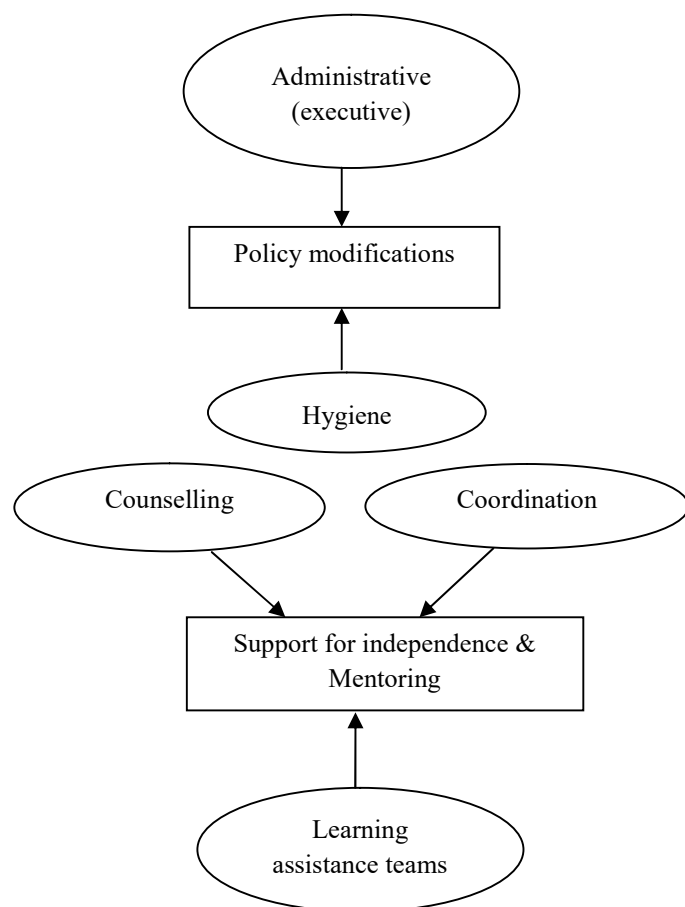 Administrative
(executive)
Policy modifications
Hygiene
Counselling
Coordination
Support for independence &
Mentoring
Learning
assistance teams